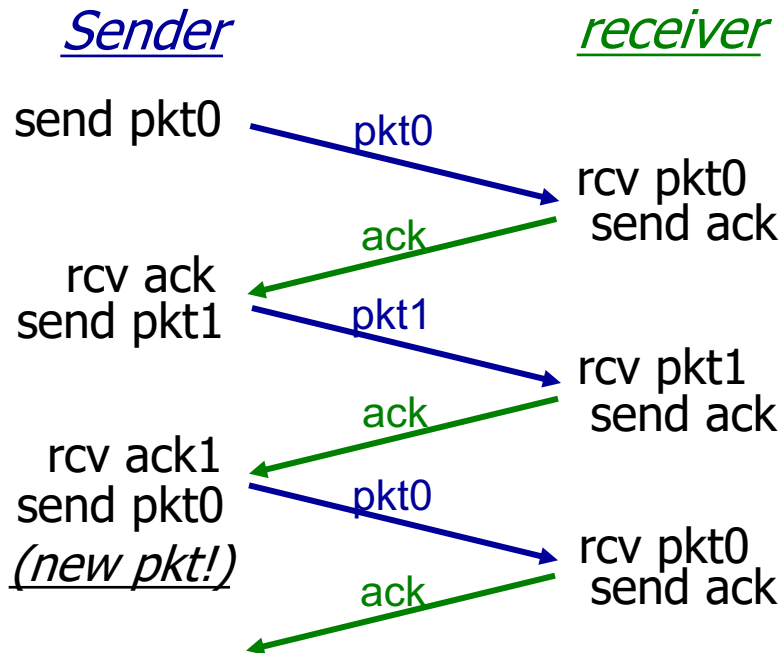 Sender
receiver
send pkt0
pkt0
rcv pkt0
send ack
ack
rcv ack
send pkt1
pkt1
rcv pkt1
send ack
ack
rcv ack1
send pkt0
(new pkt!)
pkt0
rcv pkt0
send ack
ack